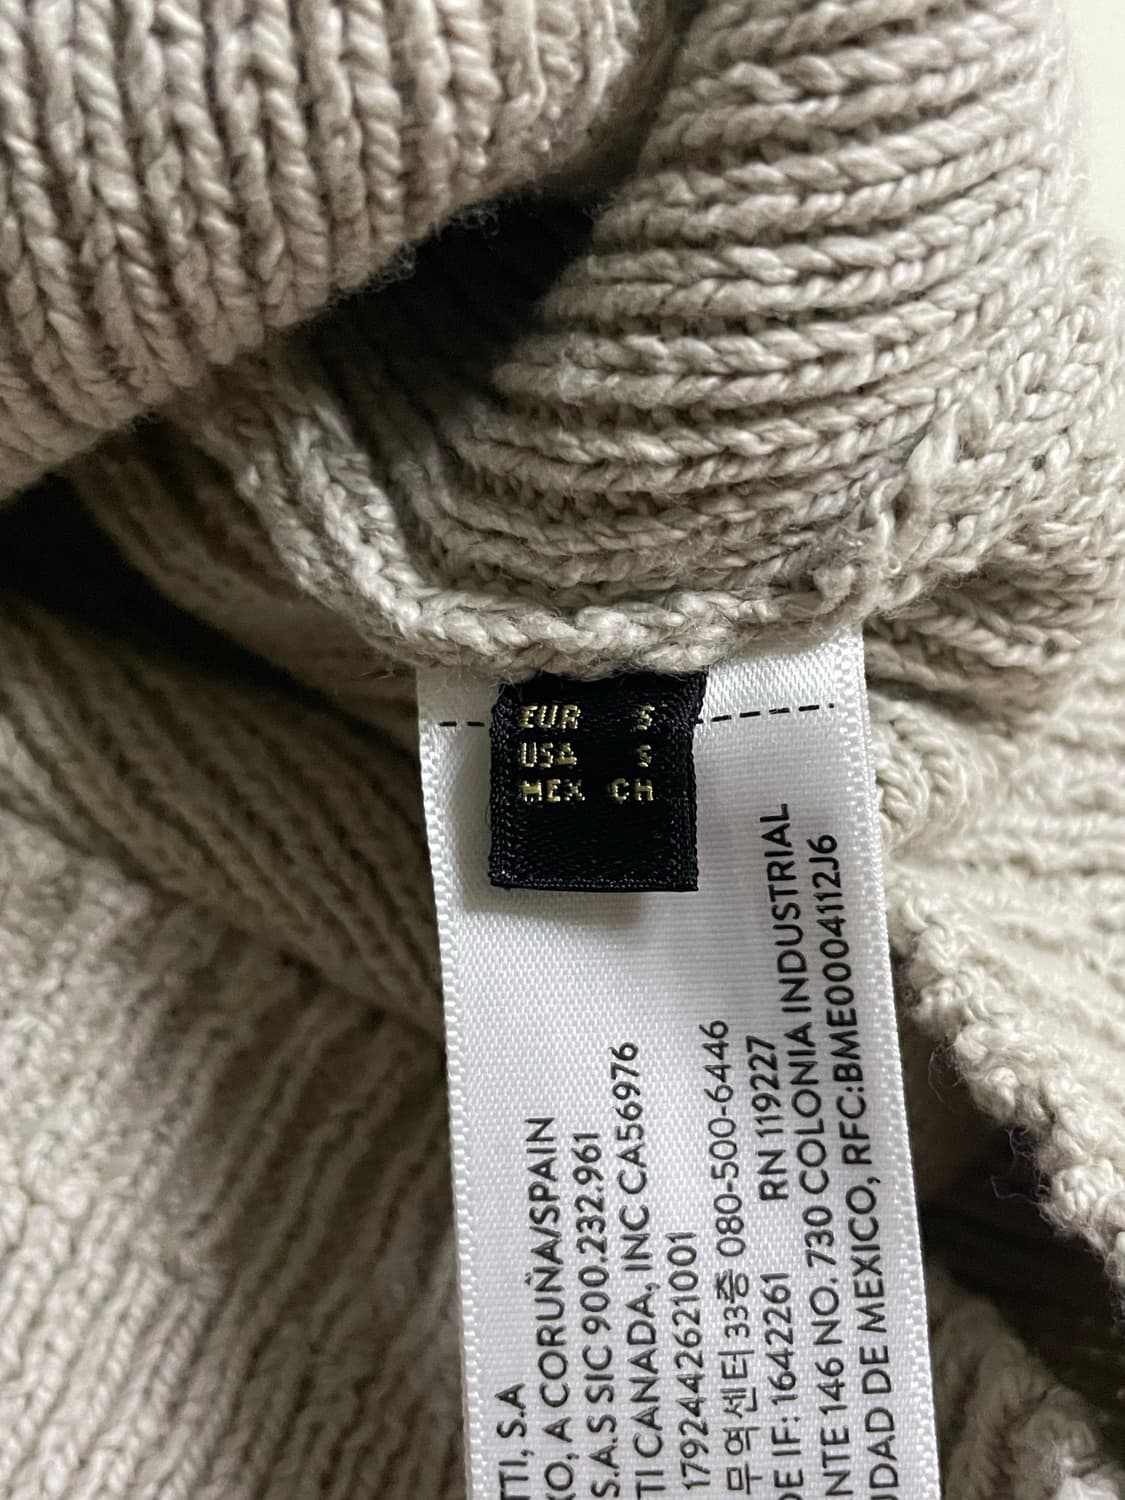 EUR S
USA S
MEX CH
TTI, S.A
XO, A CORUÑA/SPAIN
S.A.S SIC 900.232.961
TI CANADA, INC CA56976
1792442621001
무역센터 33층 080-500-6446
DE IF: 1642261 RN 119227
NTE 146 NO. 730 COLONIA INDUSTRIAL
UDAD DE MEXICO, RFC:BME0004112J6